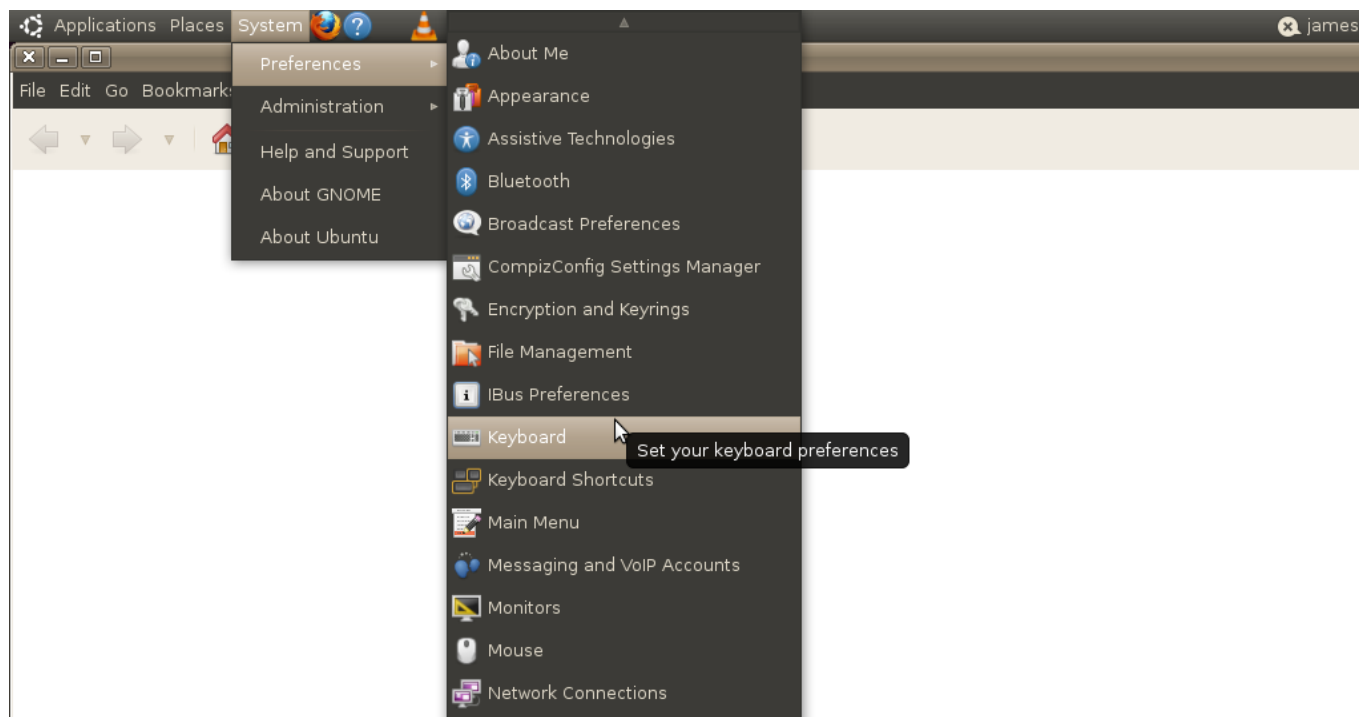 Applications Places System james
File Edit Go Bookmark
Preferences
Administration
Help and Support
About GNOME
About Ubuntu
About Me
Appearance
Assistive Technologies
Bluetooth
Broadcast Preferences
CompizConfig Settings Manager
Encryption and Keyrings
File Management
IBus Preferences
Keyboard
Set your keyboard preferences
Keyboard Shortcuts
Main Menu
Messaging and VoIP Accounts
Monitors
Mouse
Network Connections